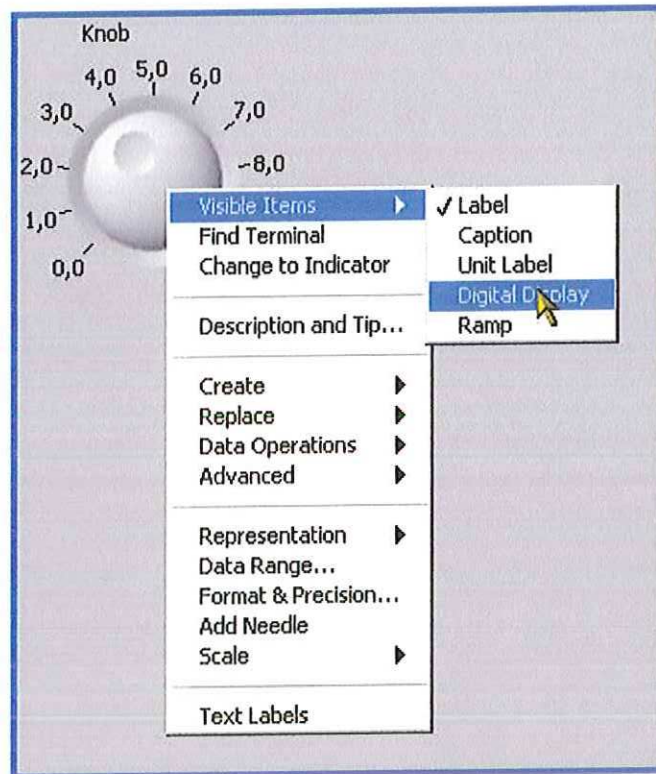 Knob
5,0
4,0
6,0
3,0
7,0
2,0
8,0
1,0
0,0
Visible Items
Find Terminal
Change to Indicator
Description and Tip...
Create
Replace
Data Operations
Advanced
Representation
Data Range...
Format & Precision...
Add Needle
Scale
Text Labels
Label
Caption
Unit Label
Digital Display
Ramp